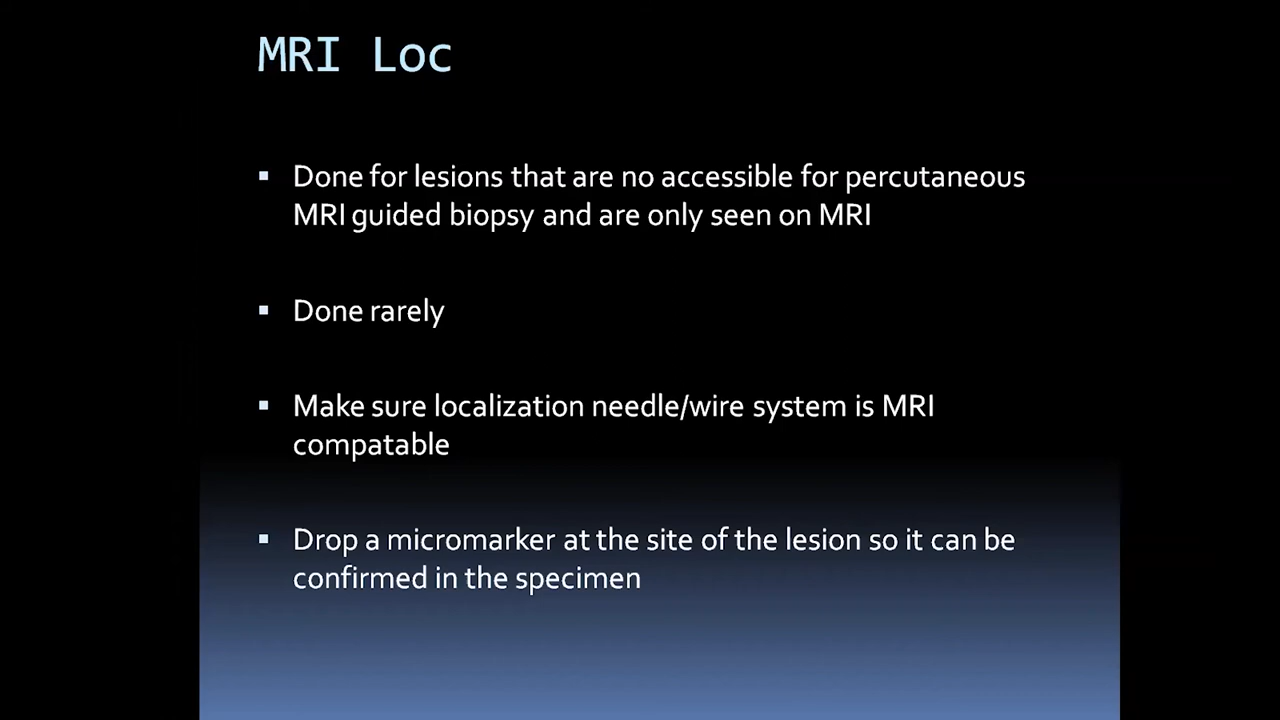 MRI Loc
▪ Done for lesions that are no accessible for percutaneous
MRI guided biopsy and are only seen on MRI
▪ Done rarely
▪ Make sure localization needle/wire system is MRI
compatable
▪ Drop a micromarker at the site of the lesion so it can be
confirmed in the specimen